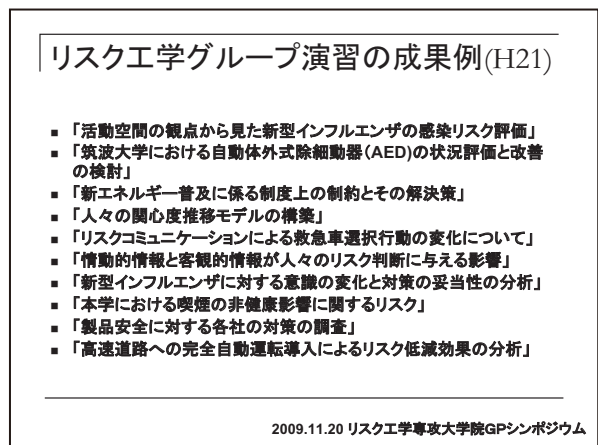 リスク工学グループ演習の成果例(H21)
■ 「活動空間の観点から見た新型インフルエンザの感染リスク評価」
■ 「筑波大学における自動体外式除細動器(AED)の状況評価と改善
の検討」
■ 「新エネルギー普及に係る制度上の制約とその解決策」
■ 「人々の関心度推移モデルの構築」
■ 「リスクコミュニケーションによる救急車選択行動の変化について」
■ 「情動的情報と客観的情報が人々のリスク判断に与える影響」
■ 「新型インフルエンザに対する意識の変化と対策の妥当性の分析」
■ 「本学における喫煙の非健康影響に関するリスク」
■ 「製品安全に対する各社の対策の調査」
■ 「高速道路への完全自動運転導入によるリスク低減効果の分析」
2009.11.20 リスク工学専攻大学院GPシンポジウム